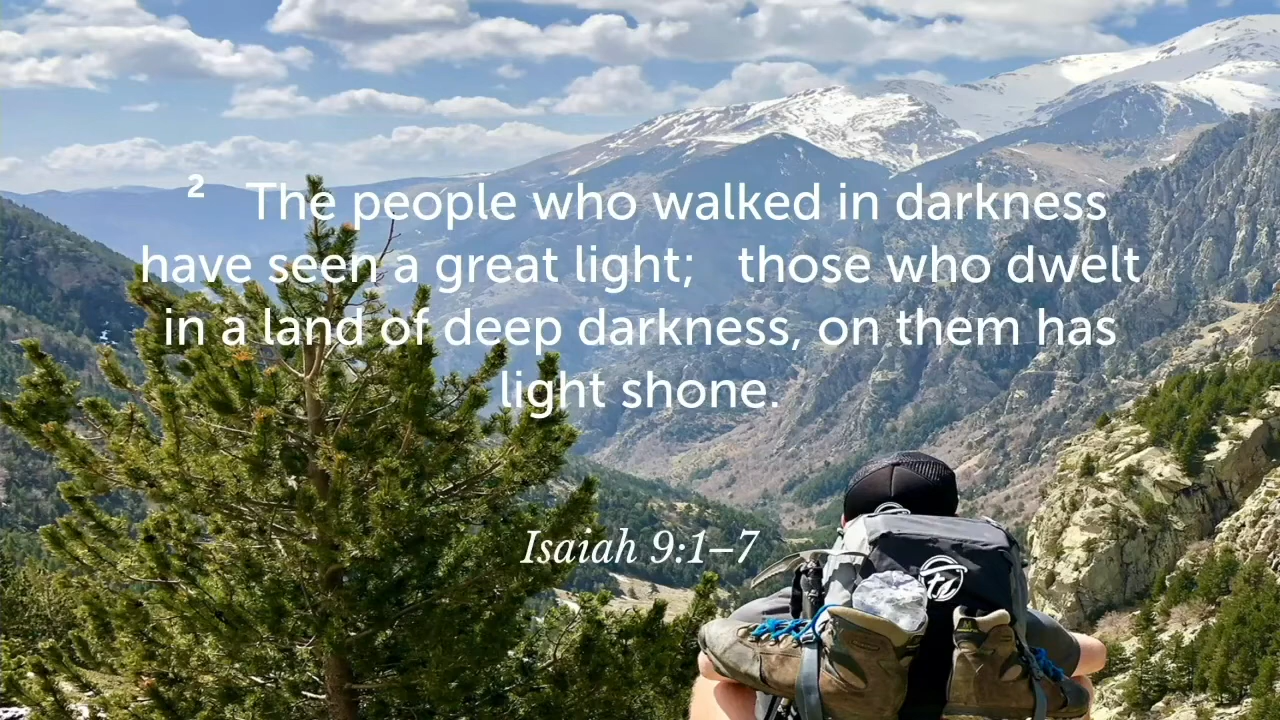 ² The people who walked in darkness
have seen a great light; those who dwelt
in a land of deep darkness, on them has
light shone.
Isaiah 9:1–7